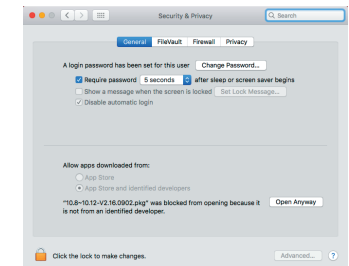 Security & Privacy
Search
General FileVault Firewall Privacy
A login password has been set for this user Change Password...
Require password 5 seconds after sleep or screen saver begins
Show a message when the screen is locked Set Lock Message...
Disable automatic login
Allow apps downloaded from:
App Store
App Store and identified developers
"10.8~10.12-V2.16.0902.pkg" was blocked from opening because it Open Anyway
is not from an identified developer.
Click the lock to make changes. Advanced... ?